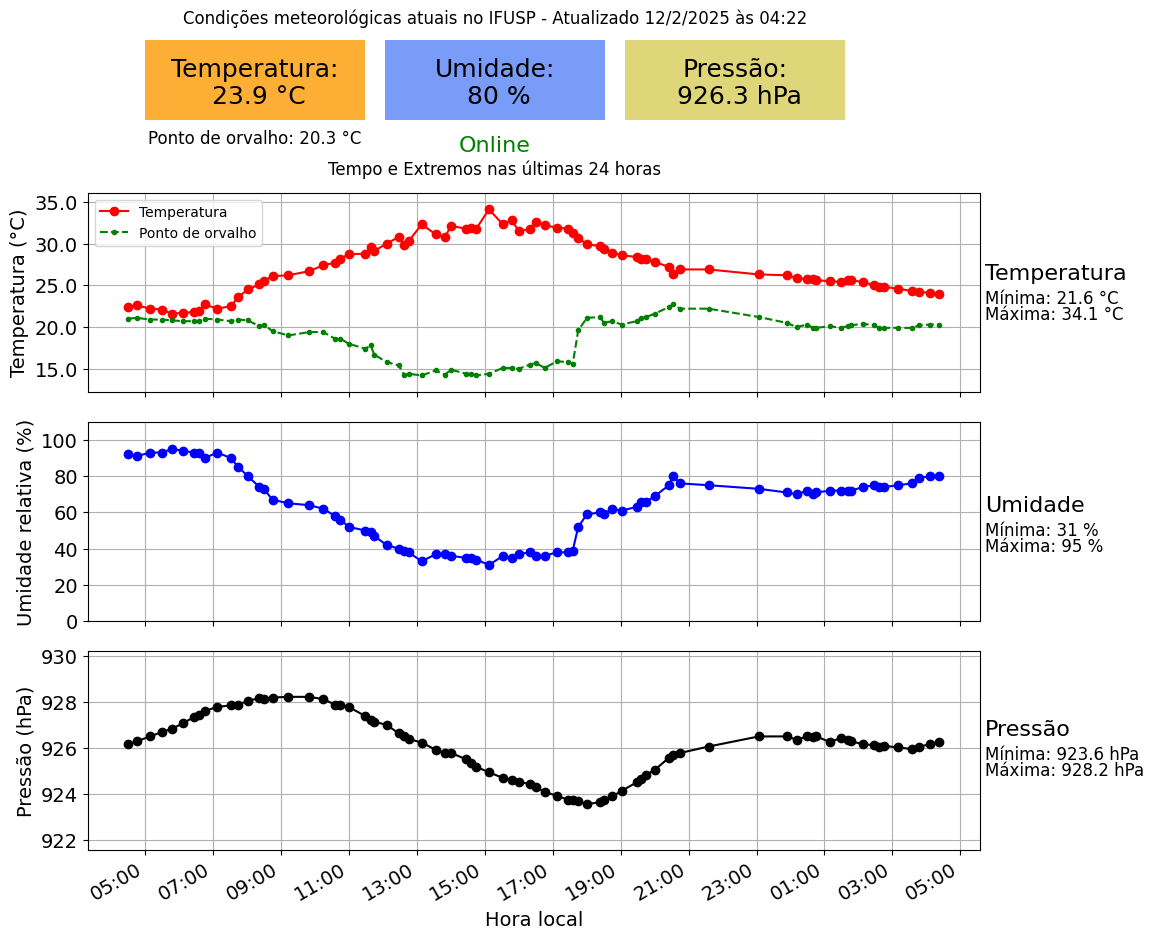 Condições meteorológicas atuais no IFUSP - Atualizado 12/2/2025 às 04:22
Temperatura:
23.9 °C
Umidade:
80 %
Pressão:
926.3 hPa
Ponto de orvalho: 20.3 °C
Online
Tempo e Extremos nas últimas 24 horas
Temperatura (°C)
35.0
30.0
25.0
20.0
15.0
Temperatura
Ponto de orvalho
Temperatura
Mínima: 21.6 °C
Máxima: 34.1 °C
Umidade relativa (%)
100
80
60
40
20
0
Umidade
Mínima: 31 %
Máxima: 95 %
Pressão (hPa)
930
928
926
924
922
Pressão
Mínima: 923.6 hPa
Máxima: 928.2 hPa
05:00 07:00 09:00 11:00 13:00 15:00 17:00 19:00 21:00 23:00 01:00 03:00 05:00
Hora local